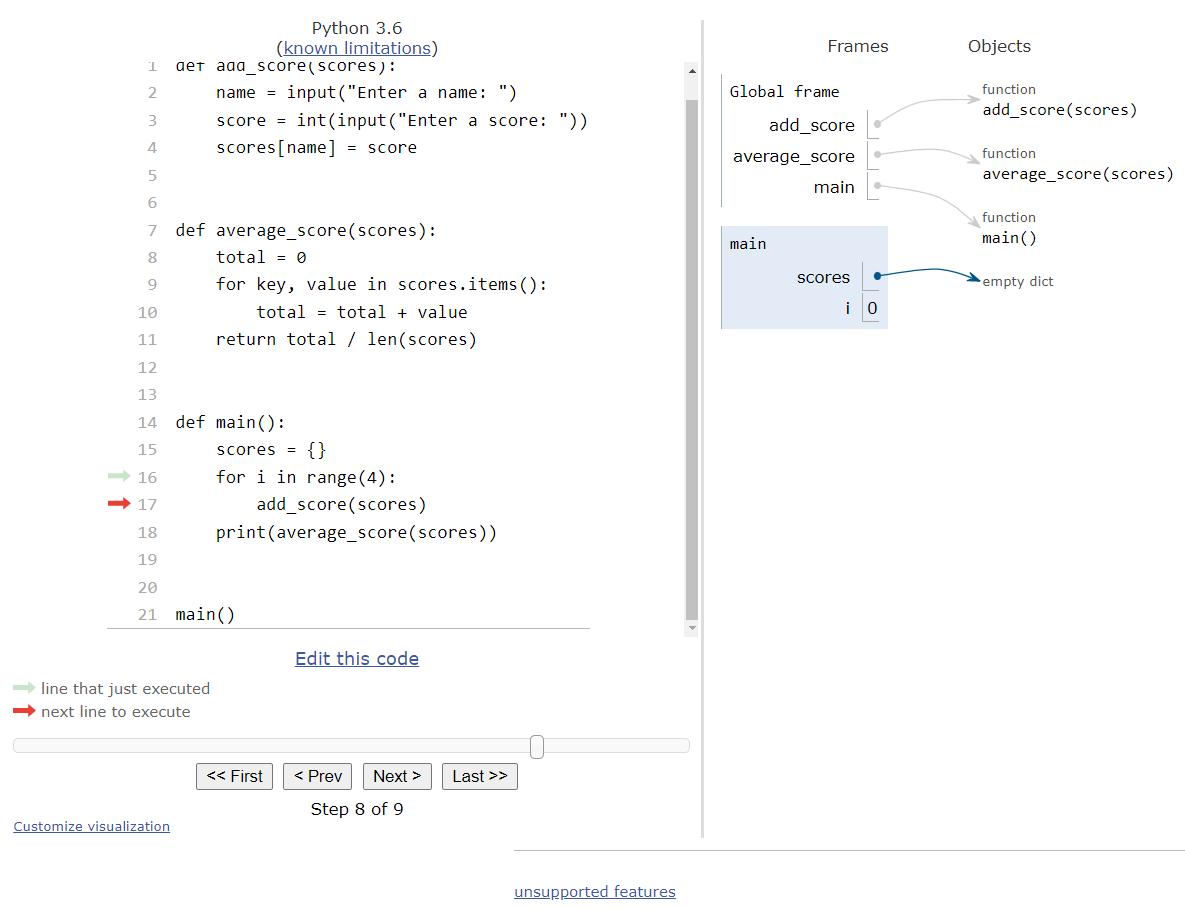 Python 3.6
(known limitations)
1 def add_score(scores):
2 name = input("Enter a name: ")
3 score = int(input("Enter a score: "))
4 scores[name] = score
5
6
7 def average_score(scores):
8 total = 0
9 for key, value in scores.items():
10 total = total + value
11 return total / len(scores)
12
13
14 def main():
15 scores = {}
16 for i in range(4):
17 add_score(scores)
18 print(average_score(scores))
19
20
21 main()
Edit this code
line that just executed
next line to execute
<< First < Prev Next > Last >>
Step 8 of 9
Customize visualization
Frames Objects
Global frame
add_score
average_score
main
function
add_score(scores)
function
average_score(scores)
function
main()
main
scores
i 0
empty dict
unsupported features